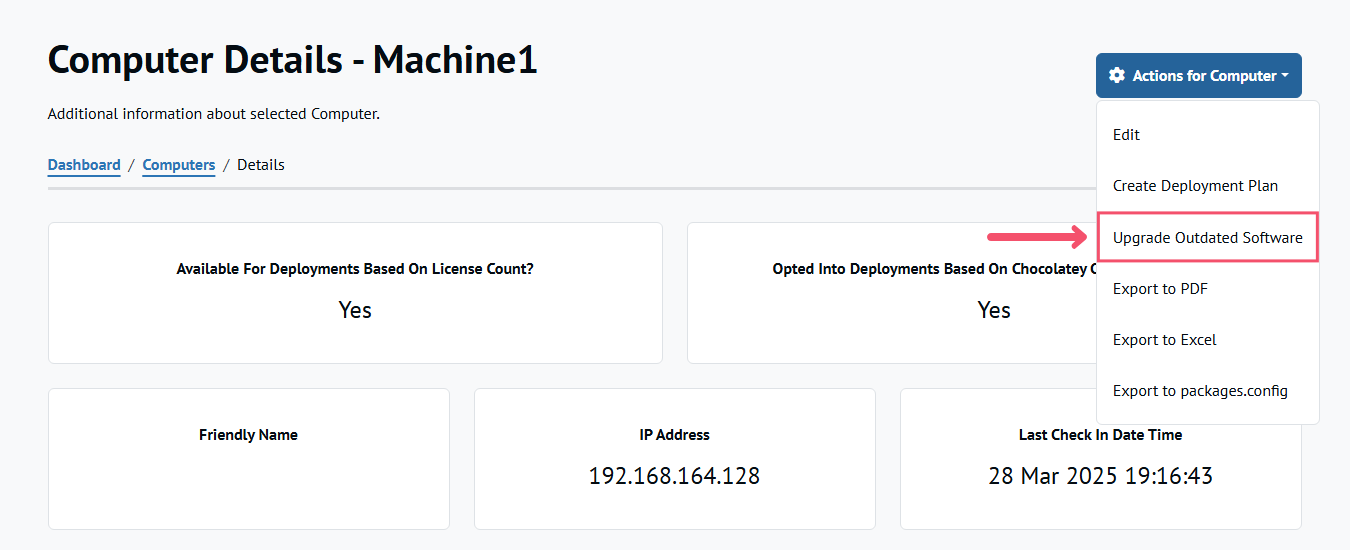 Computer Details - Machine1
Actions for Computer
Additional information about selected Computer.
Edit
Dashboard / Computers / Details
Create Deployment Plan
Upgrade Outdated Software
Available For Deployments Based On License Count?
Yes
Opted Into Deployments Based On Chocolatey
Yes
Export to PDF
Export to Excel
Export to packages.config
Friendly Name
IP Address
192.168.164.128
Last Check In Date Time
28 Mar 2025 19:16:43